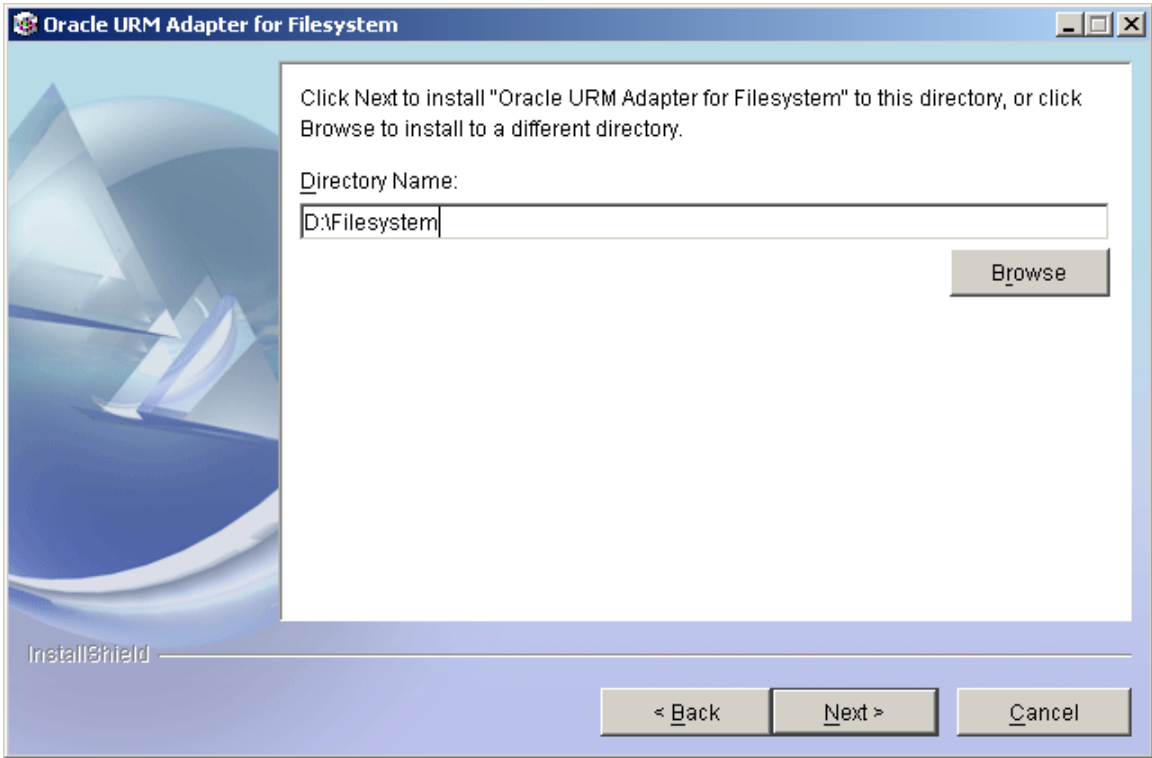 Oracle URM Adapter for Filesystem
Click Next to install "Oracle URM Adapter for Filesystem" to this directory, or click
Browse to install to a different directory.
Directory Name:
D:\Filesystem
Browse
InstallShield
< Back
Next >
Cancel